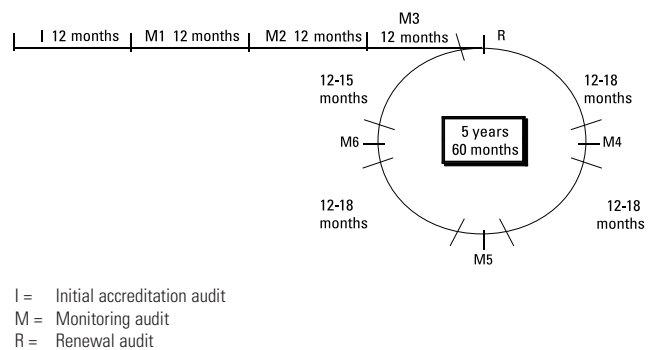 M3
I 12 months M1 12 months M2 12 months 12 months R
12-15
months
12-18
months
5 years
60 months
M6
M4
12-18
months
12-18
months
M5
I = Initial accreditation audit
M = Monitoring audit
R = Renewal audit